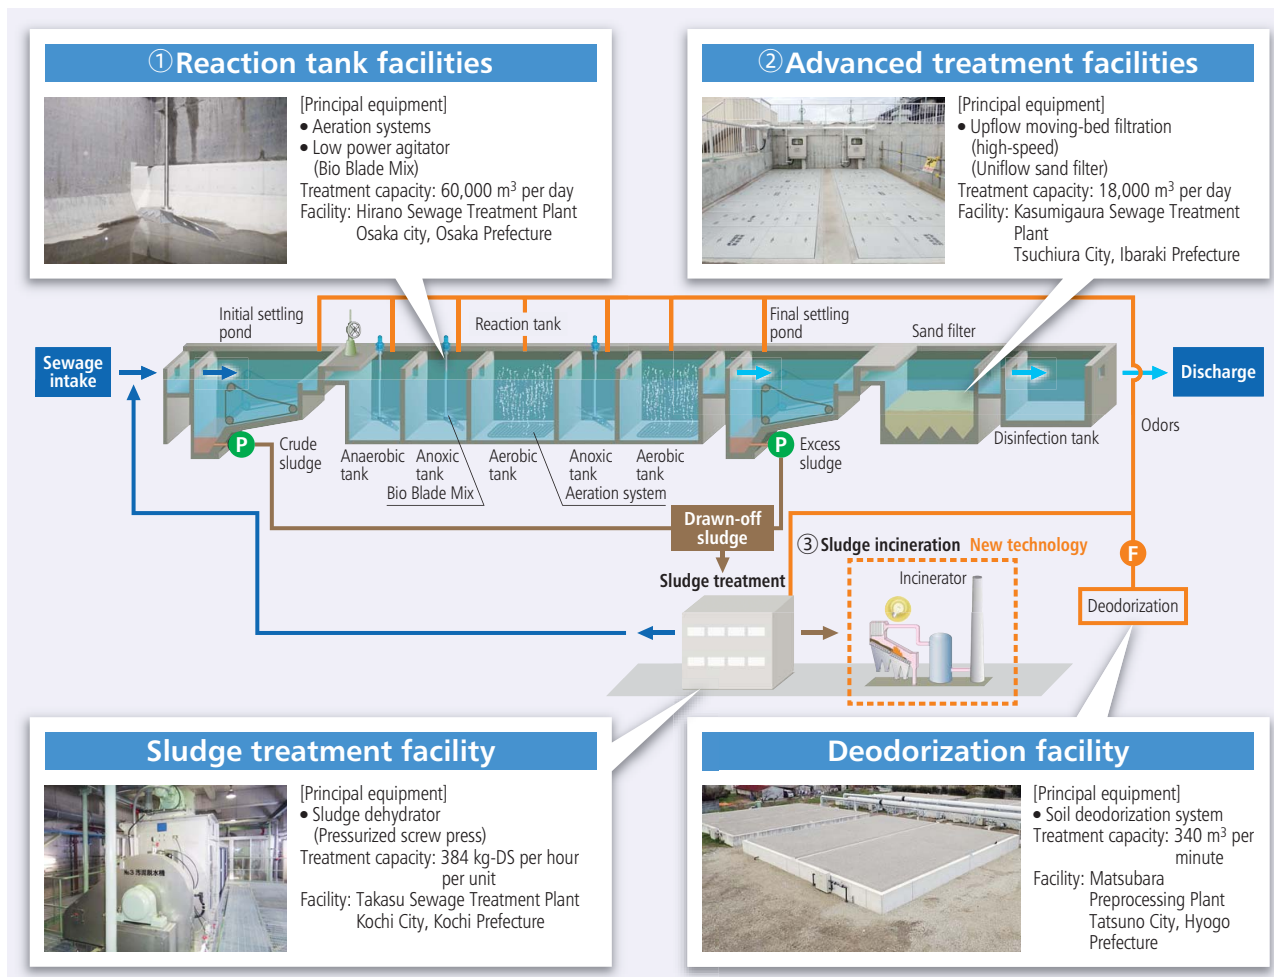 ①Reaction tank facilities
[Principal equipment]
• Aeration systems
• Low power agitator
(Bio Blade Mix)
Treatment capacity: 60,000 m³ per day
Facility: Hirano Sewage Treatment Plant
Osaka city, Osaka Prefecture
②Advanced treatment facilities
[Principal equipment]
• Upflow moving-bed filtration
(high-speed)
(Uniflow sand filter)
Treatment capacity: 18,000 m³ per day
Facility: Kasumigaura Sewage Treatment
Plant
Tsuchiura City, Ibaraki Prefecture
Initial settling
pond
Reaction tank
Final settling
pond
Sand filter
Sewage
intake
Discharge
P
Crude
sludge
Anaerobic
tank
Anoxic
tank
Bio Blade Mix
Aerobic
tank
Anoxic
tank
Aeration system
Aerobic
tank
P
Excess
sludge
Disinfection tank
Odors
Drawn-off
sludge
③Sludge incineration New technology
F
Sludge treatment
Incinerator
Deodorization
Sludge treatment facility
No.3 汚泥脱水機
[Principal equipment]
• Sludge dehydrator
(Pressurized screw press)
Treatment capacity: 384 kg-DS per hour
per unit
Facility: Takasu Sewage Treatment Plant
Kochi City, Kochi Prefecture
Deodorization facility
[Principal equipment]
• Soil deodorization system
Treatment capacity: 340 m³ per
minute
Facility: Matsubara
Preprocessing Plant
Tatsuno City, Hyogo
Prefecture